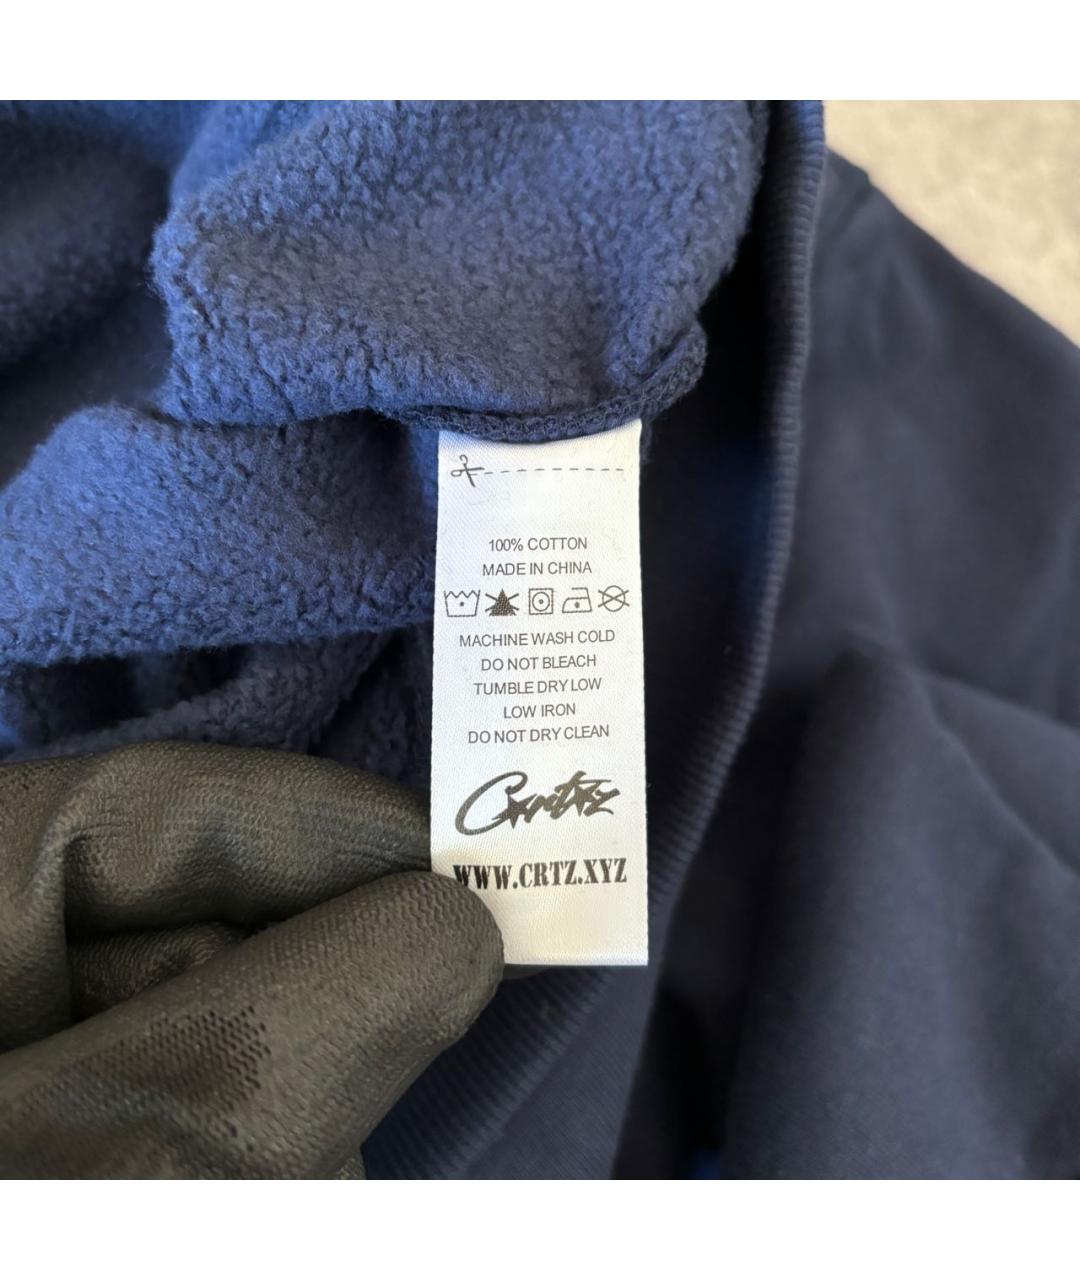 100% COTTON
MADE IN CHINA
MACHINE WASH COLD
DO NOT BLEACH
TUMBLE DRY LOW
LOW IRON
DO NOT DRY CLEAN
Corteiz
WWW.CRTZ.XYZ